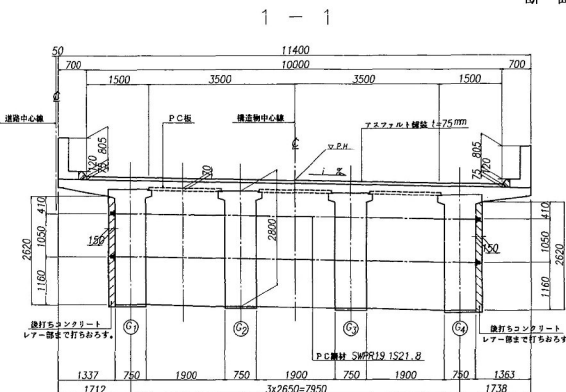 1 - 1
50
11400
700
10000
700
1500
3500
3500
1500
道路中心線
PC板
構造物中心線
アスファルト舗装 t=75mm
℄
℄
V.P.H
i %
805
120
75
805
120
75
70
410
1050
1160
2620
150
2800
150
410
1050
1160
2620
後打ちコンクリート
レアー部まで打ちおろす。
G1
G2
G3
G4
後打ちコンクリート
レアー部まで打ちおろす。
PC鋼材 SWPR19 1S21.8
1337
750
1900
750
1900
750
1900
750
1363
1712
3x2650=7950
1738